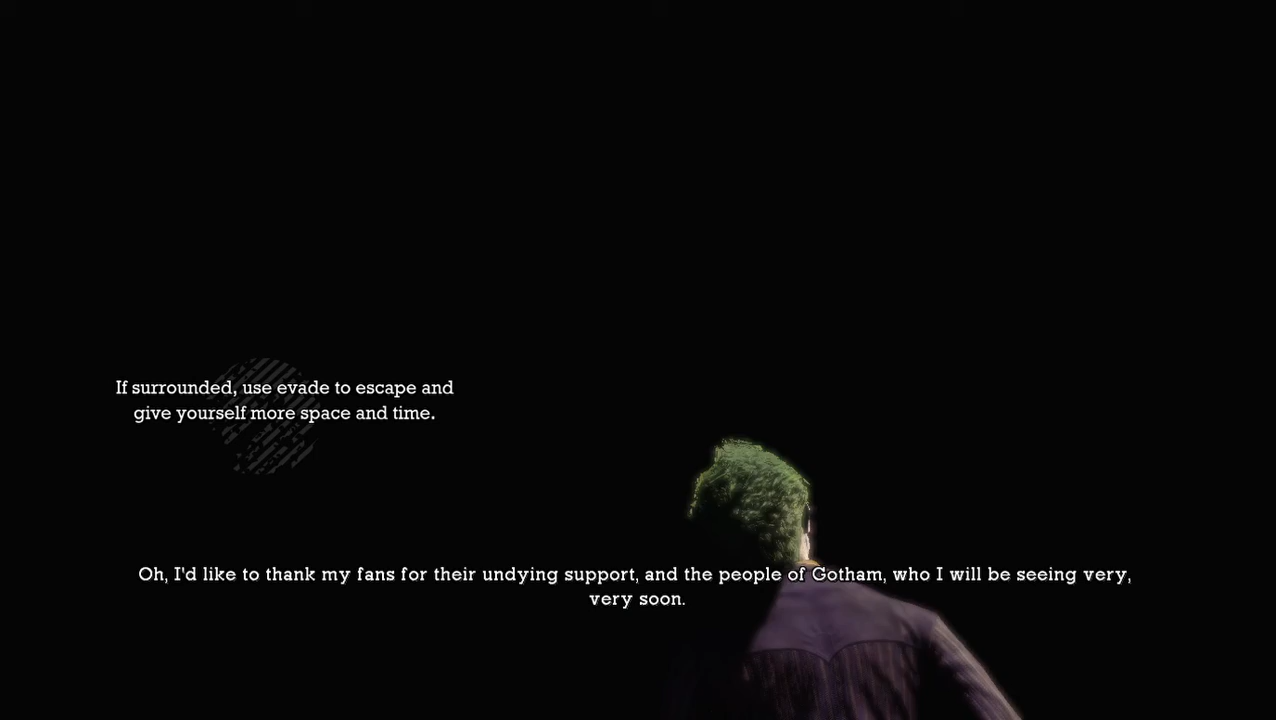 If surrounded, use evade to escape and
give yourself more space and time.
Oh, I'd like to thank my fans for their undying support, and the people of Gotham, who I will be seeing very,
very soon.